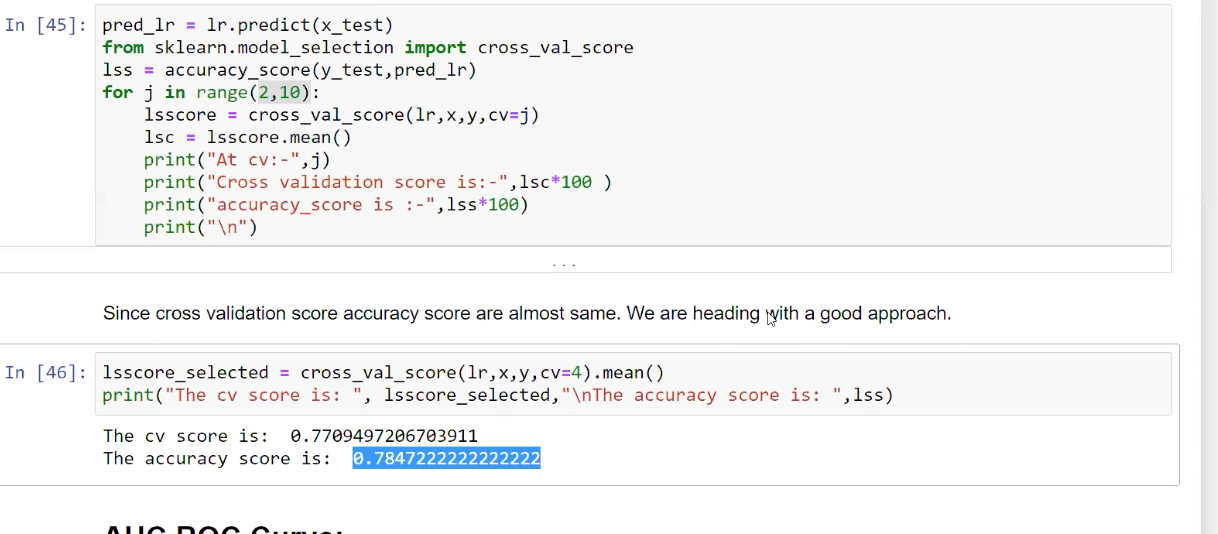 In [45]: pred_lr = lr.predict(x_test)
from sklearn.model_selection import cross_val_score
lss = accuracy_score(y_test,pred_lr)
for j in range(2,10):
    lsscore = cross_val_score(lr,x,y,cv=j)
    lsc = lsscore.mean()
    print("At cv:-",j)
    print("Cross validation score is:-",lsc*100 )
    print("accuracy_score is :-",lss*100)
    print("\n")
...
Since cross validation score accuracy score are almost same. We are heading with a good approach.
In [46]: lsscore_selected = cross_val_score(lr,x,y,cv=4).mean()
print("The cv score is: ", lsscore_selected,"\nThe accuracy score is: ",lss)
The cv score is:  0.7709497206703911
The accuracy score is:  0.7847222222222222
AUC ROC Curve: